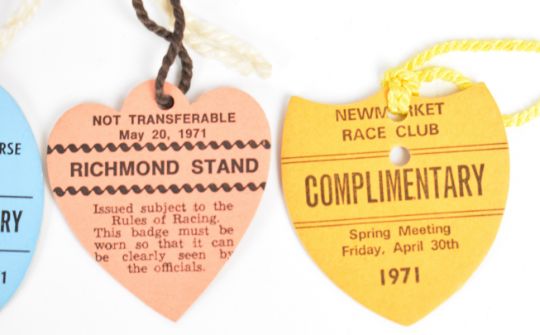 RSE
RY
1
NOT TRANSFERABLE
May 20, 1971
RICHMOND STAND
Issued subject to the
Rules of Racing.
This badge must be
worn so that it can
be clearly seen by
the officials.
NEWMARKET
RACE CLUB
COMPLIMENTARY
Spring Meeting
Friday, April 30th
1971